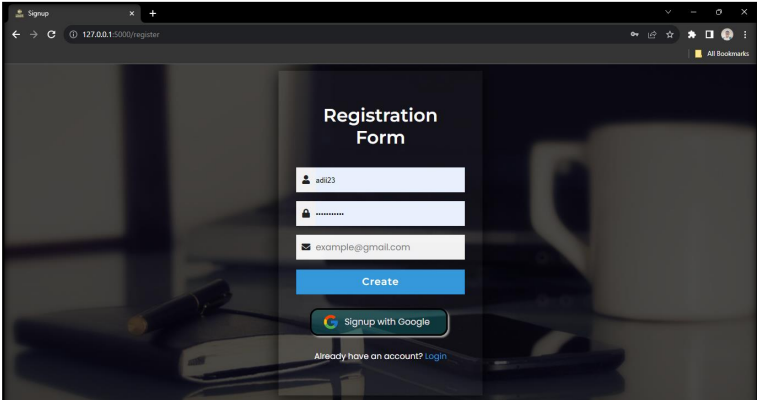 Signup
127.0.0.1:5000/register
All Bookmarks
Registration
Form
adii23
•••••••••••
example@gmail.com
Create
Signup with Google
Already have an account? Login